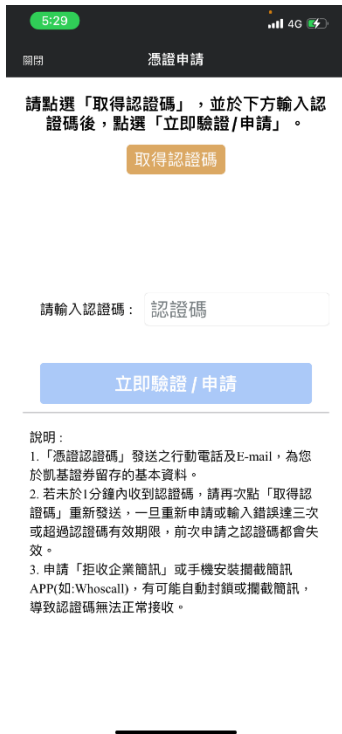 5:29
4G
關閉
憑證申請
請點選「取得認證碼」，並於下方輸入認
證碼後，點選「立即驗證/申請」。
取得認證碼
請輸入認證碼：
認證碼
立即驗證 / 申請
說明：
1.「憑證認證碼」發送之行動電話及E-mail，為您
於凱基證券留存的基本資料。
2. 若未於1分鐘內收到認證碼，請再次點「取得認
證碼」重新發送，一旦重新申請或輸入錯誤達三次
或超過認證碼有效期限，前次申請之認證碼都會失
效。
3. 申請「拒收企業簡訊」或手機安裝攔截簡訊
APP(如:Whoscall)，有可能自動封鎖或攔截簡訊，
導致認證碼無法正常接收。